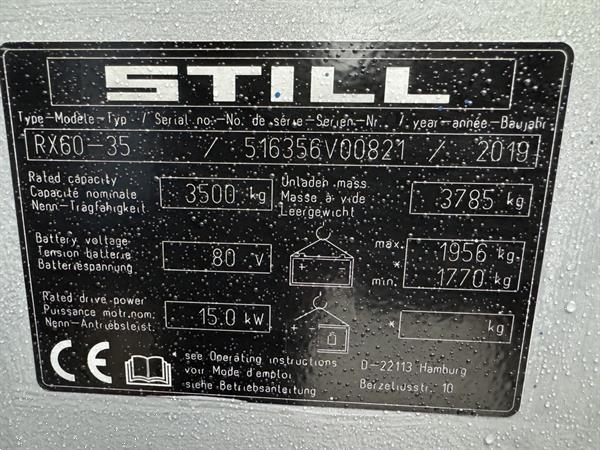 STILL
Type-Modele-Typ / Serial no.-No. de série-Serien-Nr. / year-année-Baujahr
RX60-35 / 516356V00821 / 2019
Rated capacity
Capacité nominale
Nenn-Tragfähigkeit
3500 kg
Unladen mass
Masse à vide
Leergewicht
3785 kg
Battery voltage
Tension batterie
Batteriespannung
80 V
max. 1956 kg
*
min. 1770 kg
Rated drive power
Puissance motr.nom.
Nenn-Antriebsleist.
15.0 kW
* kg
CE
* see Operating instructions
voir Mode d'emploi
siehe Betriebsanleitung
D-22113 Hamburg
Berzeliusstr. 10